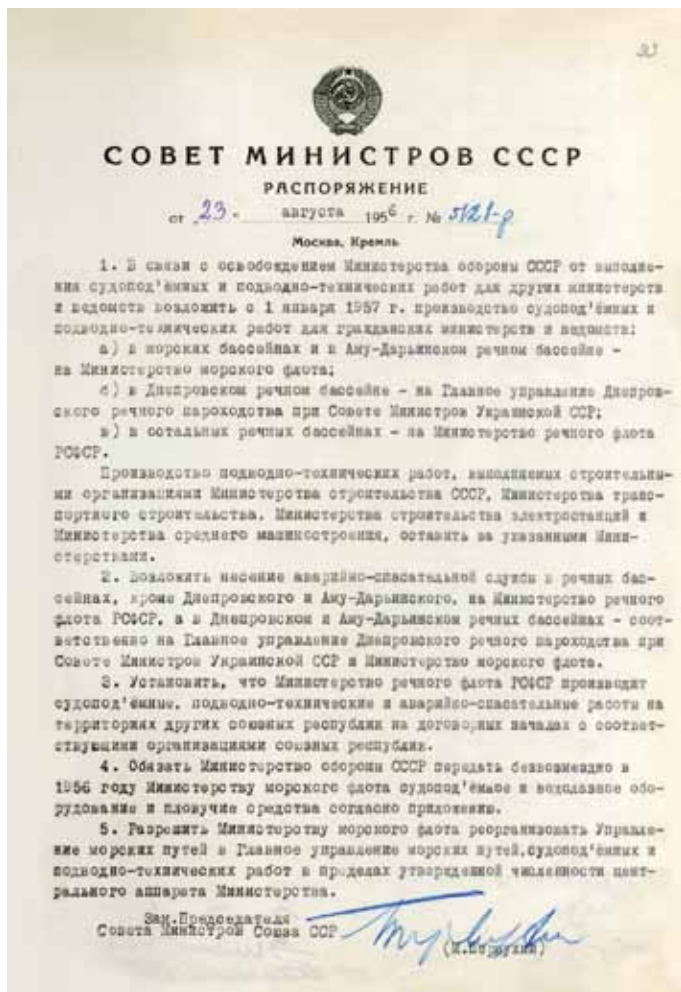 СОВЕТ МИНИСТРОВ СССР
РАСПОРЯЖЕНИЕ
от „23" августа 1956 г. № 5128-р
Москва, Кремль
1. В связи с освобождением Министерства обороны СССР от выполне-
ния судопод'ёмных и подводно-технических работ для других министерств
и ведомств возложить с 1 января 1957 г. производство судопод'ёмных и
подводно-технических работ для гражданских министерств и ведомств:
а) в морских бассейнах и в Аму-Дарьинском речном бассейне -
на Министерство морского флота;
б) в Днепровском речном бассейне - на Главное управление Днепров-
ского речного пароходства при Совете Министров Украинской ССР;
в) в остальных речных бассейнах - на Министерство речного флота
РСФСР.
Производство подводно-технических работ, выполняемых строительны-
ми организациями Министерства строительства СССР, Министерства транс-
портного строительства, Министерства строительства электростанций и
Министерства среднего машиностроения, оставить за указанными Мини-
стерствами.
2. Возложить несение аварийно-спасательной службы в речных бас-
сейнах, кроме Днепровского и Аму-Дарьинского, на Министерство речного
флота РСФСР, а в Днепровском и Аму-Дарьинском речных бассейнах - соот-
ветственно на Главное управление Днепровского речного пароходства при
Совете Министров Украинской ССР и Министерство морского флота.
3. Установить, что Министерство речного флота РСФСР производит
судопод'ёмные, подводно-технические и аварийно-спасательные работы на
территориях других союзных республик на договорных началах с соответ-
ствующими организациями союзных республик.
4. Обязать Министерство обороны СССР передать безвозмездно в
1956 году Министерству морского флота судопод'ёмное и водолазное обо-
рудование и пловучие средства согласно приложению.
5. Разрешить Министерству морского флота реорганизовать Управле-
ние морских путей в Главное управление морских путей, судопод'ёмных и
подводно-технических работ в пределах утвержденной численности цент-
рального аппарата Министерства.
Зам.Председателя
Совета Министров Союза ССР
(М.Первухин)